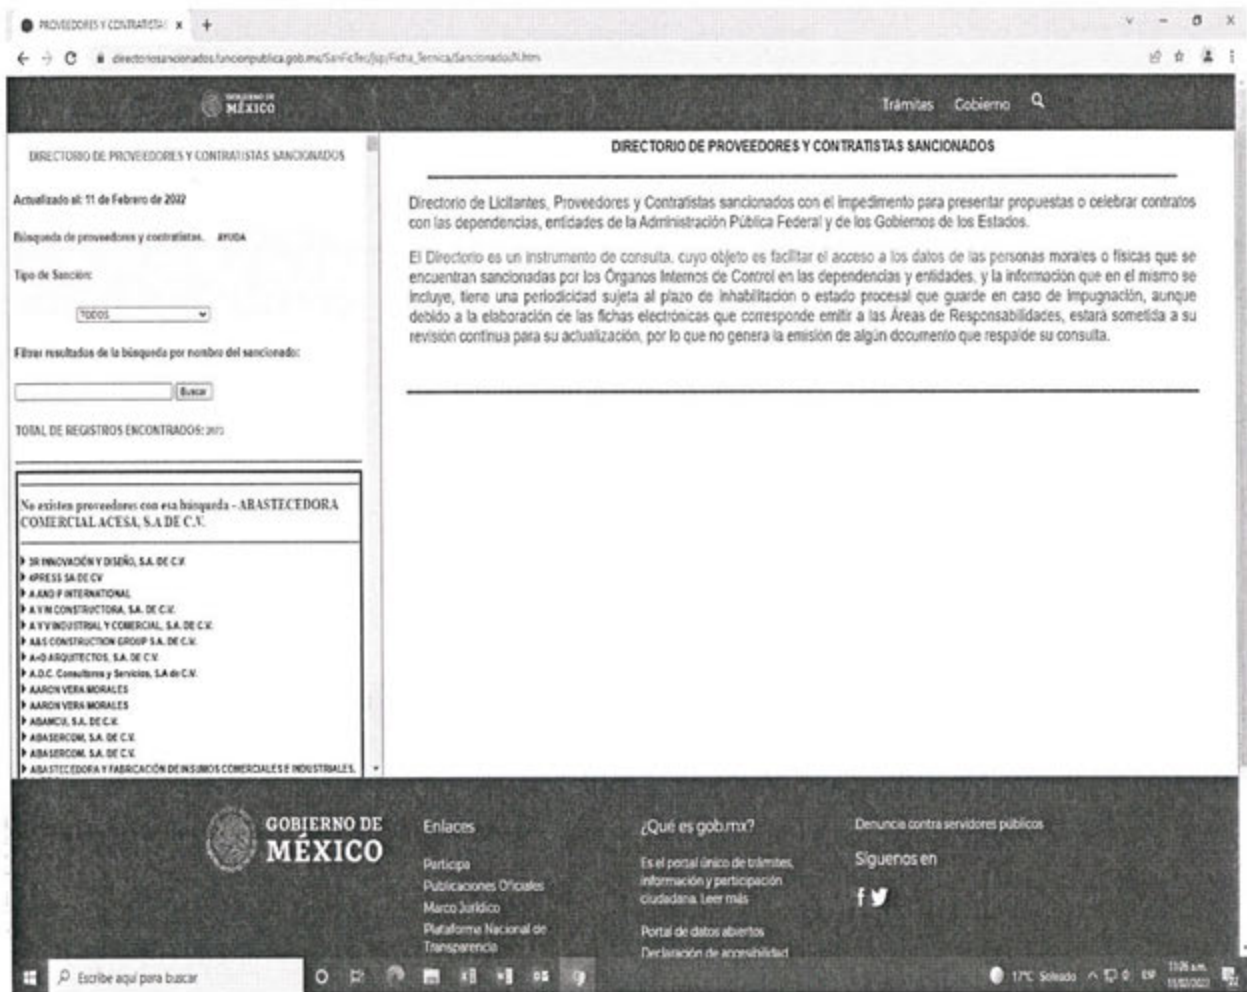 PROVEEDORES Y CONTRATISTAS
directoriosancionados.funcionpublica.gob.mx/SanFicTec/jsp/Ficha_Tecnica/SancionadosN.htm
GOBIERNO DE
MÉXICO
Trámites Gobierno
DIRECTORIO DE PROVEEDORES Y CONTRATISTAS SANCIONADOS
Actualizado al: 11 de Febrero de 2022
Búsqueda de proveedores y contratistas. AYUDA
Tipo de Sanción:
TODOS
Filtrar resultados de la búsqueda por nombre del sancionado:
Buscar
TOTAL DE REGISTROS ENCONTRADOS:
No existen proveedores con esa búsqueda - ABASTECEDORA
COMERCIAL ACESA, S.A DE C.V.
3R INNOVACIÓN Y DISEÑO, S.A. DE C.V.
4PRESS SA DE CV
A AND P INTERNATIONAL
A V M CONSTRUCTORA, S.A. DE C.V.
A Y V INDUSTRIAL Y COMERCIAL, S.A. DE C.V.
A&S CONSTRUCTION GROUP S.A. DE C.V.
A+D ARQUITECTOS, S.A. DE C.V.
A.D.C. Consultores y Servicios, S.A de C.V.
AARON VERA MORALES
AARON VERA MORALES
ABAMCU, S.A. DE C.V.
ABASERCOM, S.A. DE C.V.
ABASERCOM, S.A. DE C.V.
ABASTECEDORA Y FABRICACIÓN DE INSUMOS COMERCIALES E INDUSTRIALES,
DIRECTORIO DE PROVEEDORES Y CONTRATISTAS SANCIONADOS
Directorio de Licitantes, Proveedores y Contratistas sancionados con el impedimento para presentar propuestas o celebrar contratos
con las dependencias, entidades de la Administración Pública Federal y de los Gobiernos de los Estados.
El Directorio es un instrumento de consulta, cuyo objeto es facilitar el acceso a los datos de las personas morales o físicas que se
encuentran sancionadas por los Órganos Internos de Control en las dependencias y entidades, y la información que en el mismo se
incluye, tiene una periodicidad sujeta al plazo de inhabilitación o estado procesal que guarde en caso de impugnación, aunque
debido a la elaboración de las fichas electrónicas que corresponde emitir a las Áreas de Responsabilidades, estará sometida a su
revisión continua para su actualización, por lo que no genera la emisión de algún documento que respalde su consulta.
GOBIERNO DE
MÉXICO
Enlaces
Participa
Publicaciones Oficiales
Marco Jurídico
Plataforma Nacional de
Transparencia
¿Qué es gob.mx?
Es el portal único de trámites,
información y participación
ciudadana. Leer más
Portal de datos abiertos
Declaración de accesibilidad
Denuncia contra servidores públicos
Síguenos en
Escribe aquí para buscar
17°C Soleado
ESP
11:26 a.m.
11/02/2022